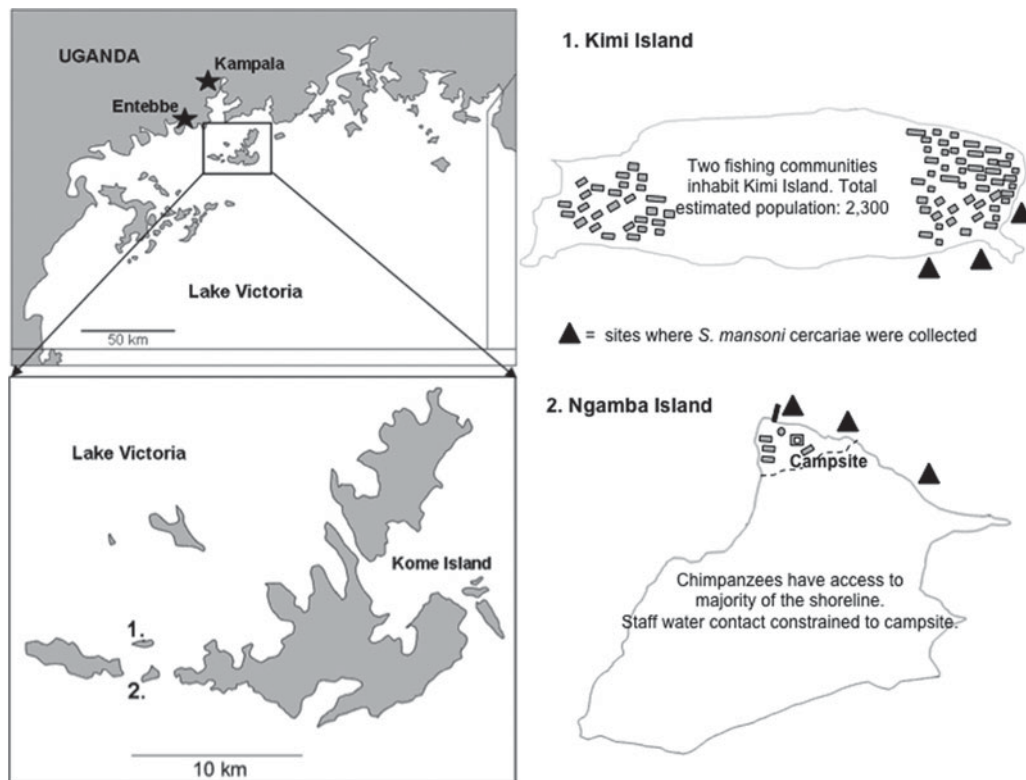 UGANDA
Kampala
Entebbe
Lake Victoria
50 km
Lake Victoria
Kome Island
1.
2.
10 km
1. Kimi Island
Two fishing communities
inhabit Kimi Island. Total
estimated population: 2,300
= sites where S. mansoni cercariae were collected
2. Ngamba Island
Campsite
Chimpanzees have access to
majority of the shoreline.
Staff water contact constrained to campsite.